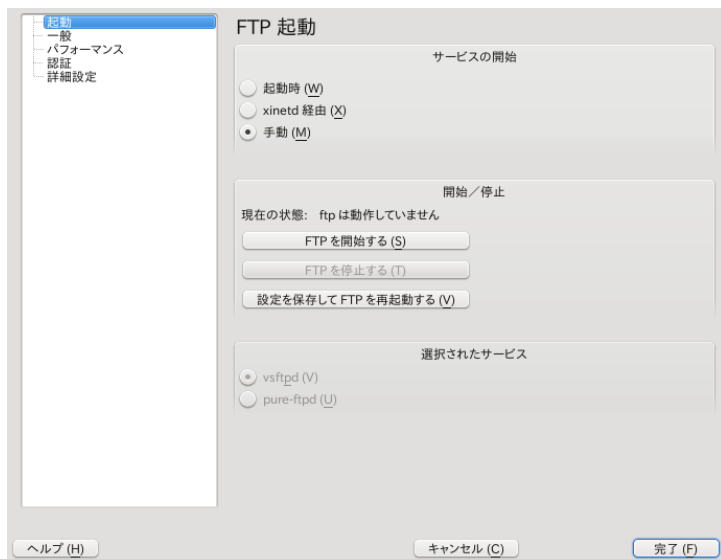 起動
一般
パフォーマンス
認証
詳細設定
FTP 起動
サービスの開始
起動時 (W)
xinetd 経由 (X)
手動 (M)
開始／停止
現在の状態: ftp は動作していません
FTP を開始する (S)
FTP を停止する (T)
設定を保存して FTP を再起動する (V)
選択されたサービス
vsftpd (V)
pure-ftpd (U)
ヘルプ (H)
キャンセル (C)
完了 (F)